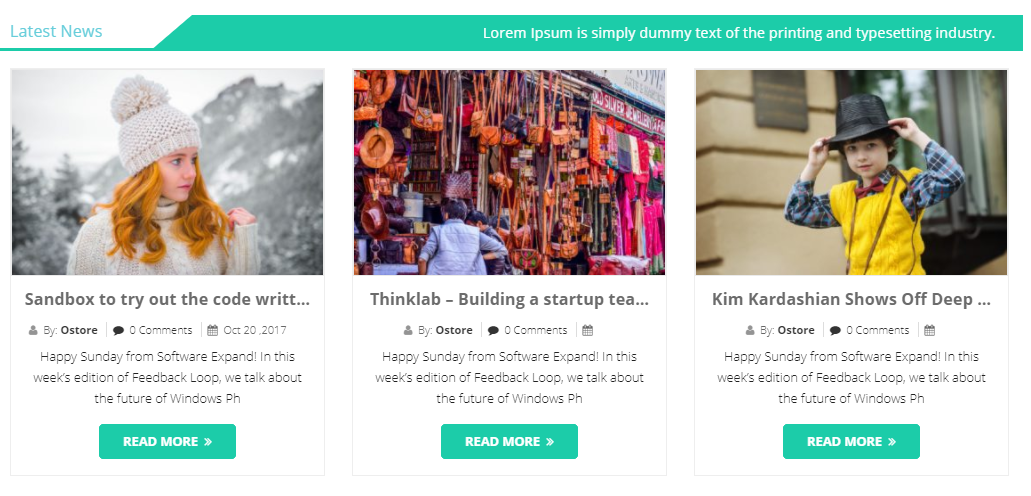 Latest News
Lorem Ipsum is simply dummy text of the printing and typesetting industry.
OLD SILVER JEWELLERY
Sandbox to try out the code writt...
By: Ostore 0 Comments Oct 20 ,2017
Happy Sunday from Software Expand! In this
week's edition of Feedback Loop, we talk about
the future of Windows Ph
READ MORE »
Thinklab – Building a startup tea...
By: Ostore 0 Comments
Happy Sunday from Software Expand! In this
week's edition of Feedback Loop, we talk about
the future of Windows Ph
READ MORE »
Kim Kardashian Shows Off Deep ...
By: Ostore 0 Comments
Happy Sunday from Software Expand! In this
week's edition of Feedback Loop, we talk about
the future of Windows Ph
READ MORE »